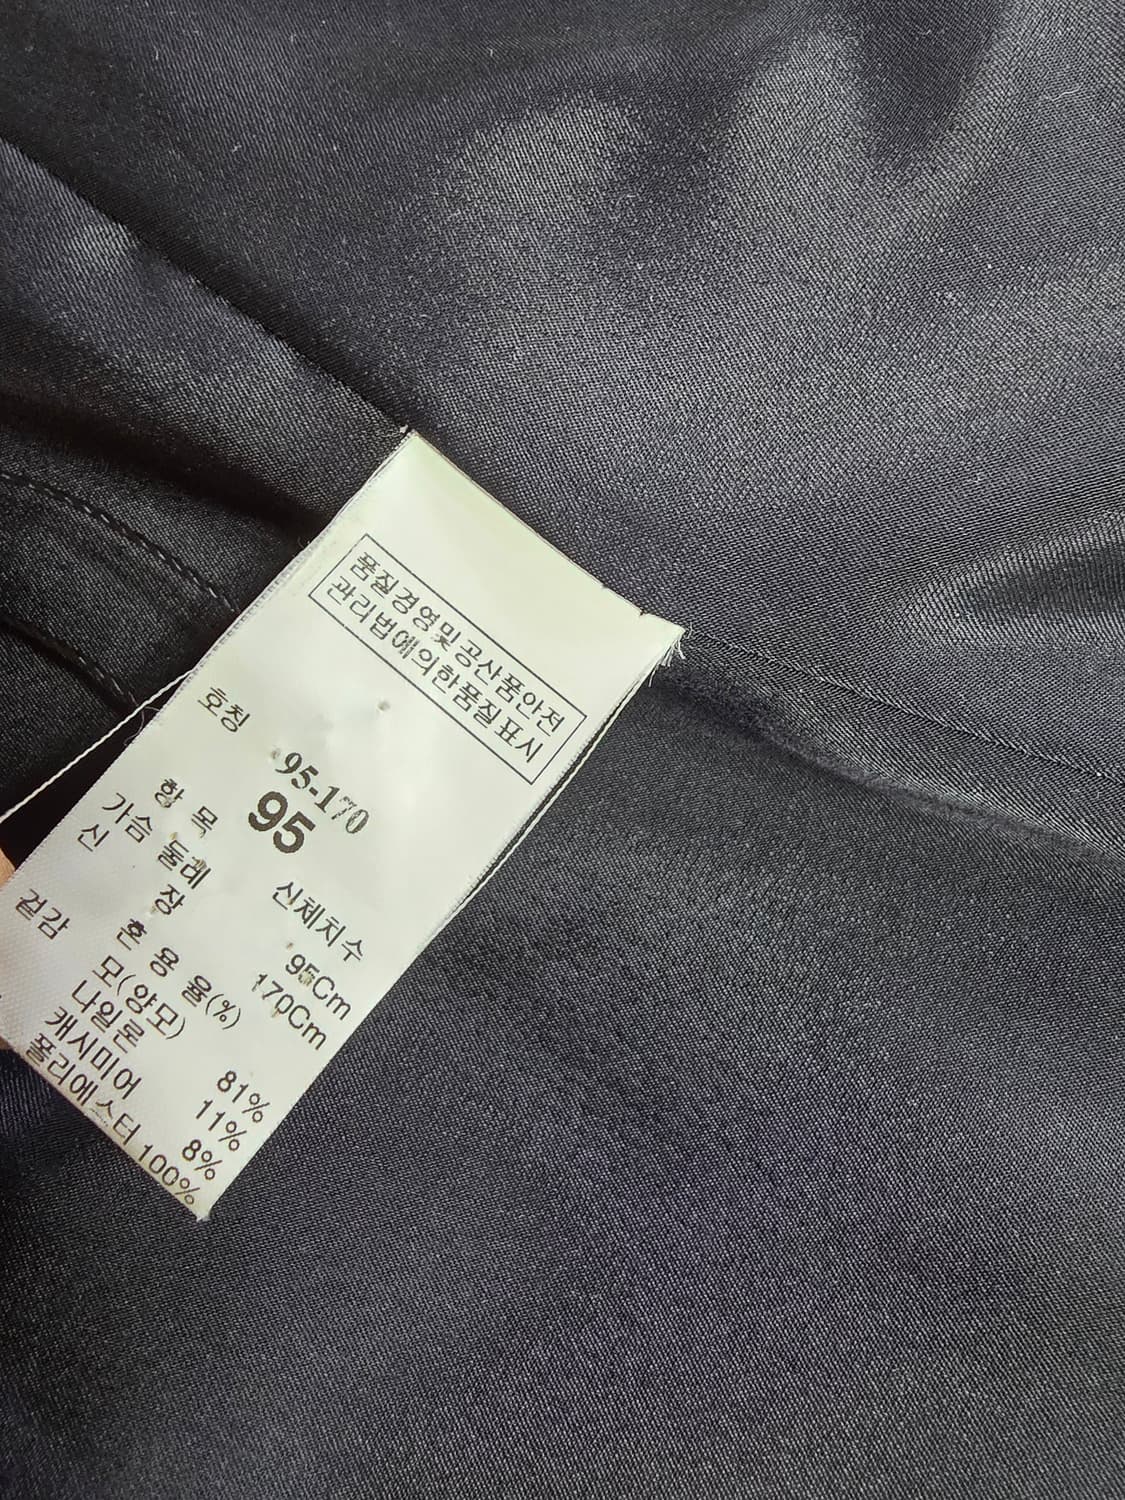 품질경영및공산품안전
관리법에의한품질표시
호칭 95-170
95
항 목 신체치수
가슴 둘레 95Cm
신 장 170Cm
겉감 혼 용 율(%)
모(양모) 81%
나일론 11%
캐시미어 8%
폴리에스터 100%